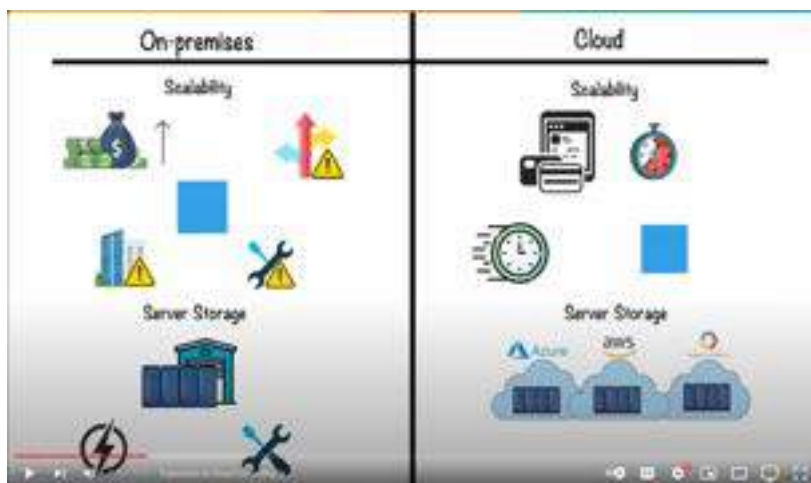 On-premises
Scalability
$
Server Storage
Cloud
Scalability
Server Storage
Azure
aws